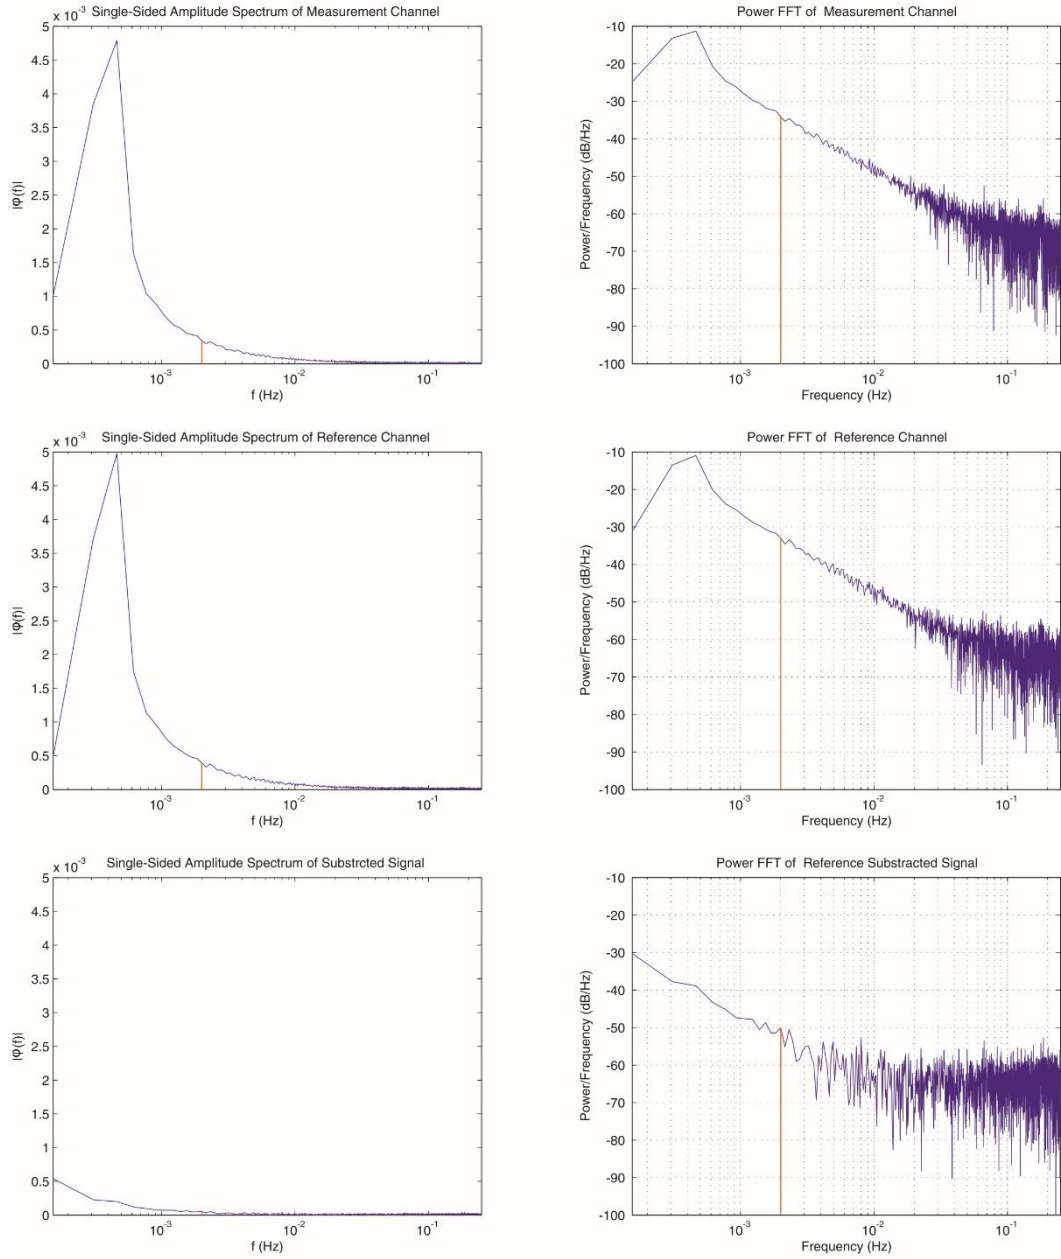 Single-Sided Amplitude Spectrum of Measurement Channel
x 10⁻³
5
4.5
4
3.5
3
2.5
2
1.5
1
0.5
0
|φ(f)|
10⁻³ 10⁻² 10⁻¹
f (Hz)
Power FFT of Measurement Channel
-10
-20
-30
-40
-50
-60
-70
-80
-90
-100
Power/Frequency (dB/Hz)
10⁻³ 10⁻² 10⁻¹
Frequency (Hz)
Single-Sided Amplitude Spectrum of Reference Channel
x 10⁻³
5
4.5
4
3.5
3
2.5
2
1.5
1
0.5
0
|φ(f)|
10⁻³ 10⁻² 10⁻¹
f (Hz)
Power FFT of Reference Channel
-10
-20
-30
-40
-50
-60
-70
-80
-90
-100
Power/Frequency (dB/Hz)
10⁻³ 10⁻² 10⁻¹
Frequency (Hz)
Single-Sided Amplitude Spectrum of Substrcted Signal
x 10⁻³
5
4.5
4
3.5
3
2.5
2
1.5
1
0.5
0
|φ(f)|
10⁻³ 10⁻² 10⁻¹
f (Hz)
Power FFT of Reference Substracted Signal
-10
-20
-30
-40
-50
-60
-70
-80
-90
-100
Power/Frequency (dB/Hz)
10⁻³ 10⁻² 10⁻¹
Frequency (Hz)